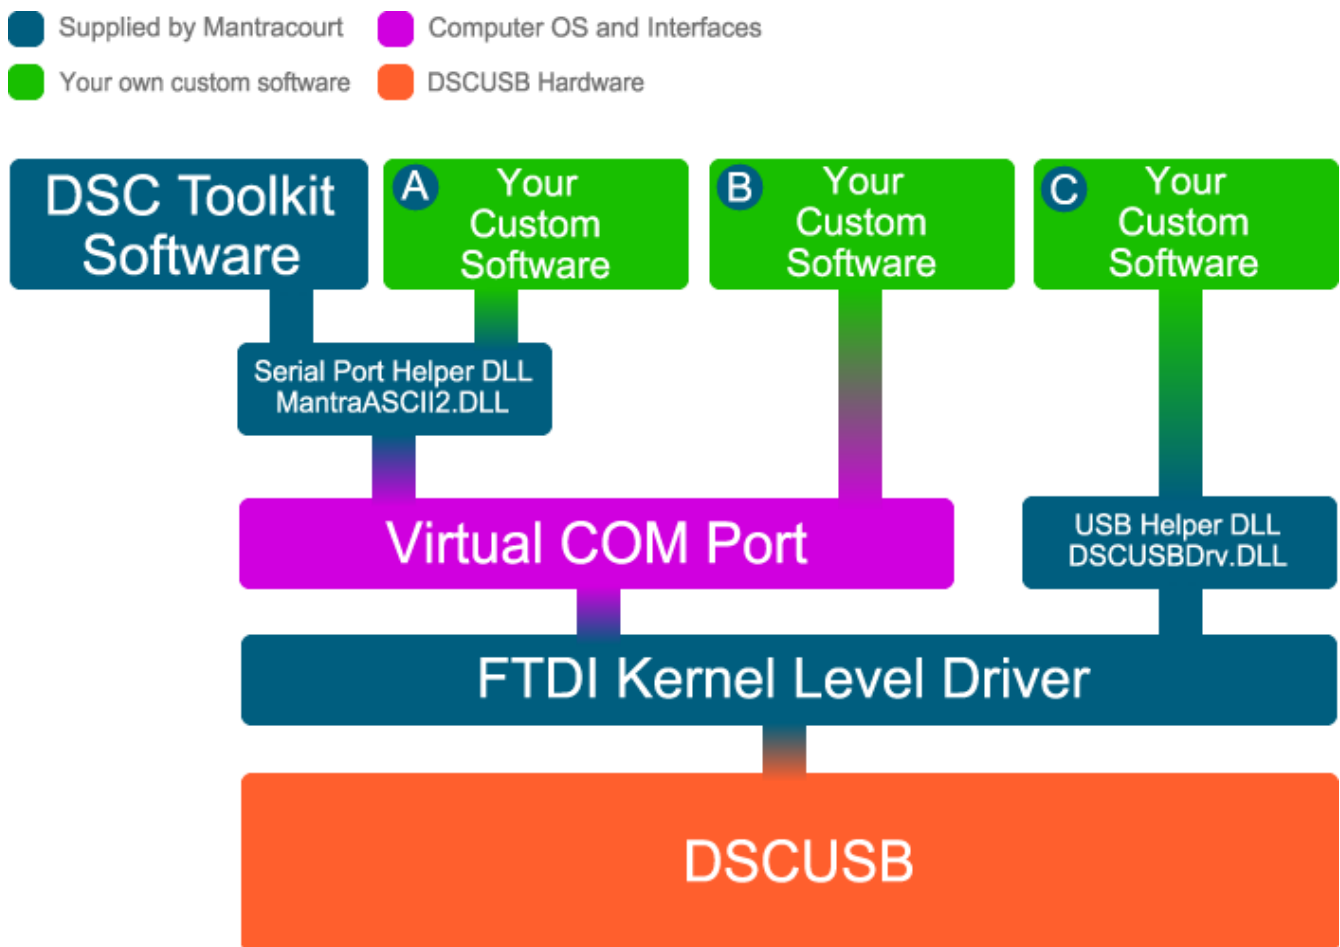 Supplied by Mantracourt
Computer OS and Interfaces
Your own custom software
DSCUSB Hardware
DSC Toolkit
Software
A
Your
Custom
Software
B
Your
Custom
Software
C
Your
Custom
Software
Serial Port Helper DLL
MantraASCII2.DLL
Virtual COM Port
USB Helper DLL
DSCUSBDrv.DLL
FTDI Kernel Level Driver
DSCUSB